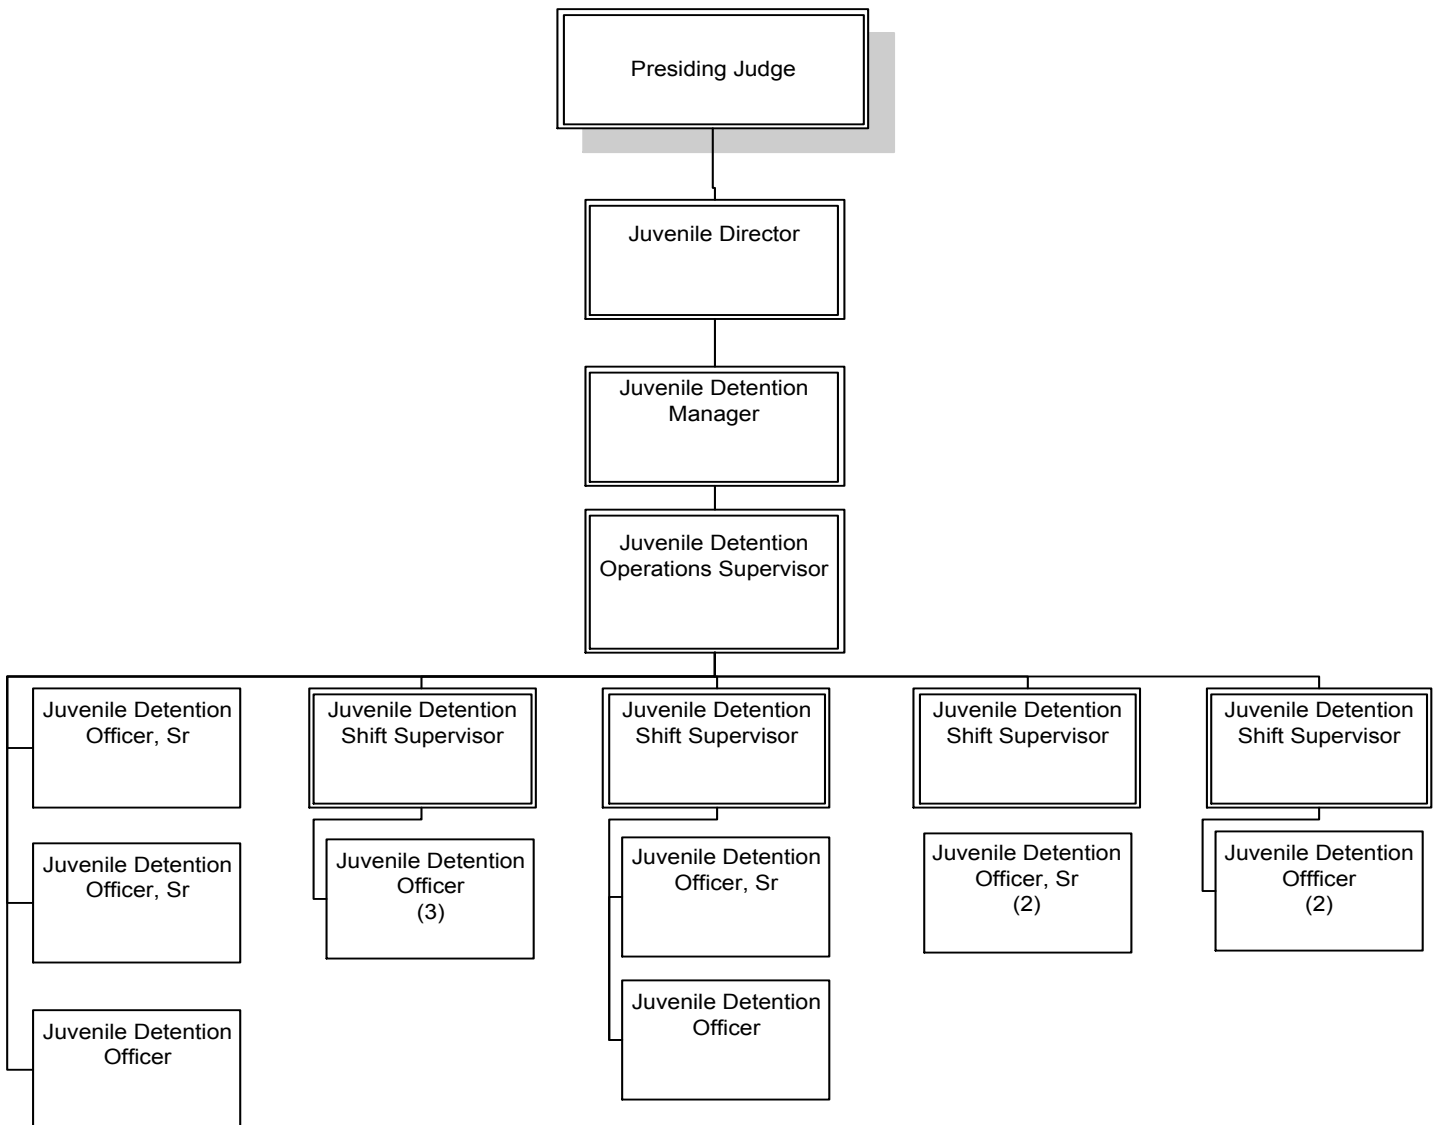 Presiding Judge
Juvenile Director
Juvenile Detention
Manager
Juvenile Detention
Operations Supervisor
Juvenile Detention
Officer, Sr
Juvenile Detention
Shift Supervisor
Juvenile Detention
Shift Supervisor
Juvenile Detention
Shift Supervisor
Juvenile Detention
Shift Supervisor
Juvenile Detention
Officer, Sr
Juvenile Detention
Officer
(3)
Juvenile Detention
Officer, Sr
Juvenile Detention
Officer, Sr
(2)
Juvenile Detention
Offficer
(2)
Juvenile Detention
Officer
Juvenile Detention
Officer